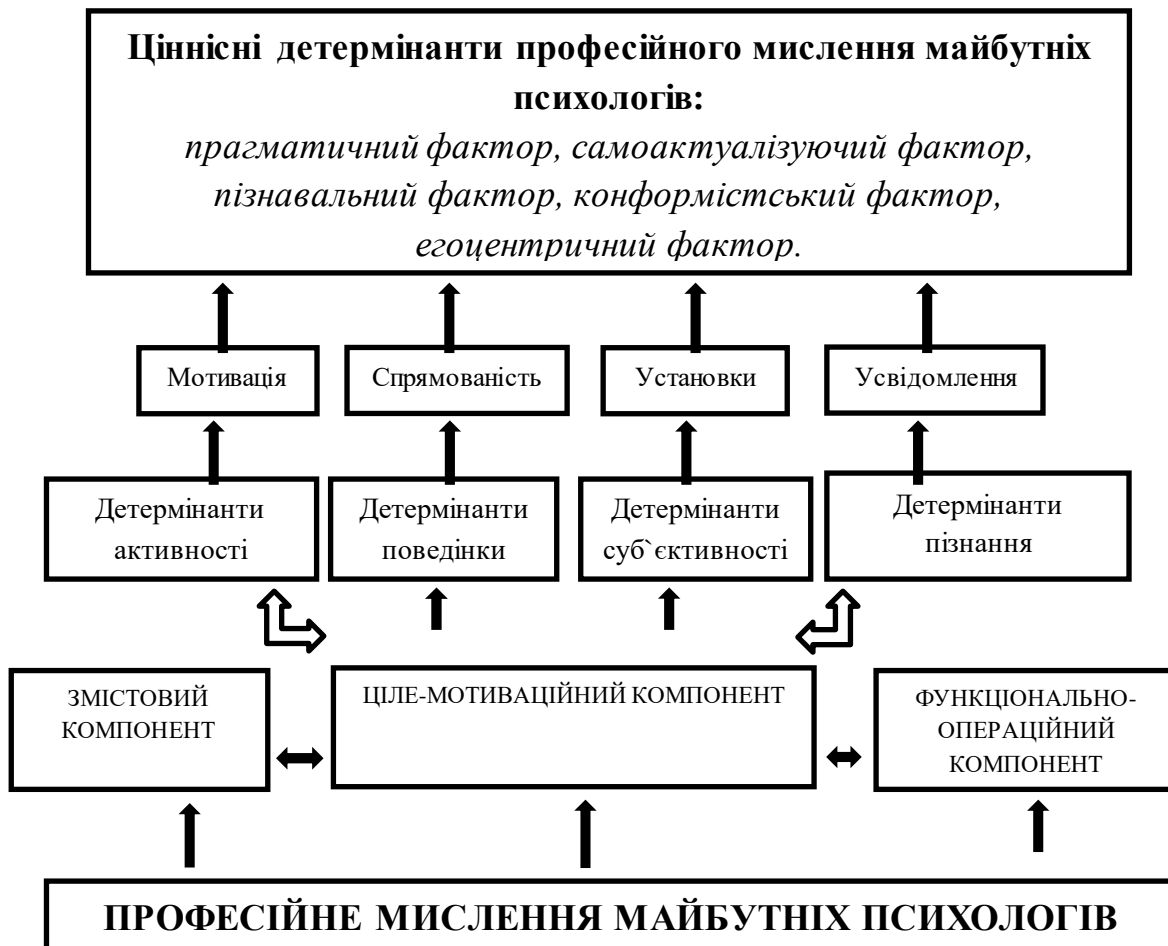 Ціннісні детермінанти професійного мислення майбутніх
психологів:
прагматичний фактор, самоактуалізуючий фактор,
пізнавальний фактор, конформістський фактор,
егоцентричний фактор.
Мотивація
Спрямованість
Установки
Усвідомлення
Детермінанти
активності
Детермінанти
поведінки
Детермінанти
суб`єктивності
Детермінанти
пізнання
ЗМІСТОВИЙ
КОМПОНЕНТ
ЦІЛЕ-МОТИВАЦІЙНИЙ КОМПОНЕНТ
ФУНКЦІОНАЛЬНО-
ОПЕРАЦІЙНИЙ
КОМПОНЕНТ
ПРОФЕСІЙНЕ МИСЛЕННЯ МАЙБУТНІХ ПСИХОЛОГІВ